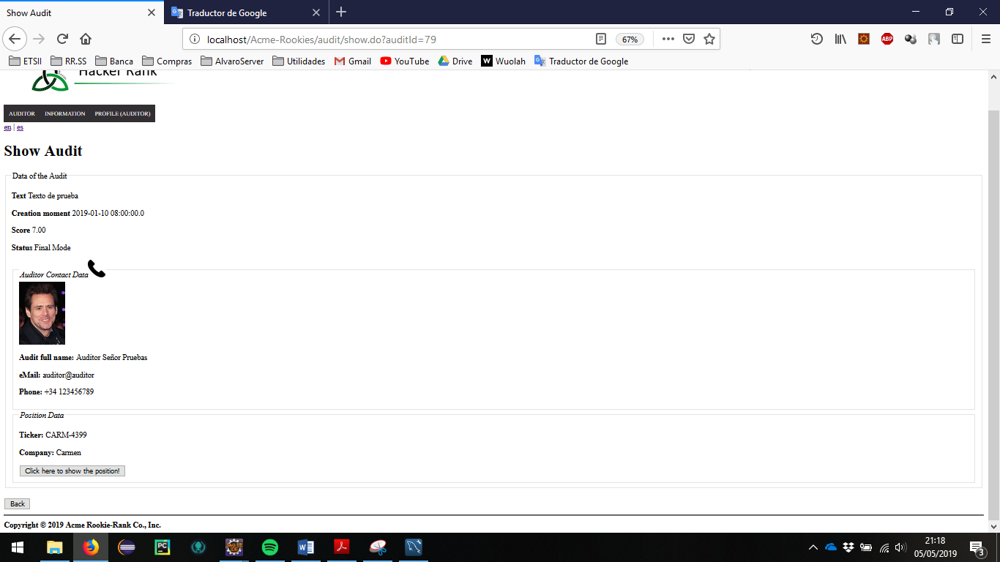 Show Audit
Traductor de Google
localhost/Acme-Rookies/audit/show.do?auditId=79
67%
ETSII RR.SS Banca Compras AlvaroServer Utilidades Gmail YouTube Drive Wuolah Traductor de Google
Hacker Rank
AUDITOR INFORMATION PROFILE (AUDITOR)
en | es
Show Audit
Data of the Audit
Text Texto de prueba
Creation moment 2019-01-10 08:00:00.0
Score 7.00
Status Final Mode
Auditor Contact Data
Audit full name: Auditor Señor Pruebas
eMail: auditor@auditor
Phone: +34 123456789
Position Data
Ticker: CARM-4399
Company: Carmen
Click here to show the position!
Back
Copyright © 2019 Acme Rookie-Rank Co., Inc.
21:18
05/05/2019